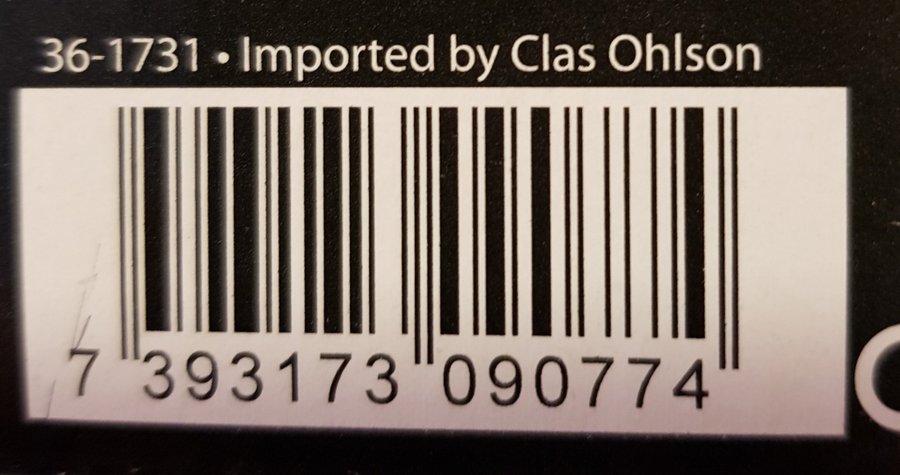 36-1731 • Imported by Clas Ohlson
7 393173 090774